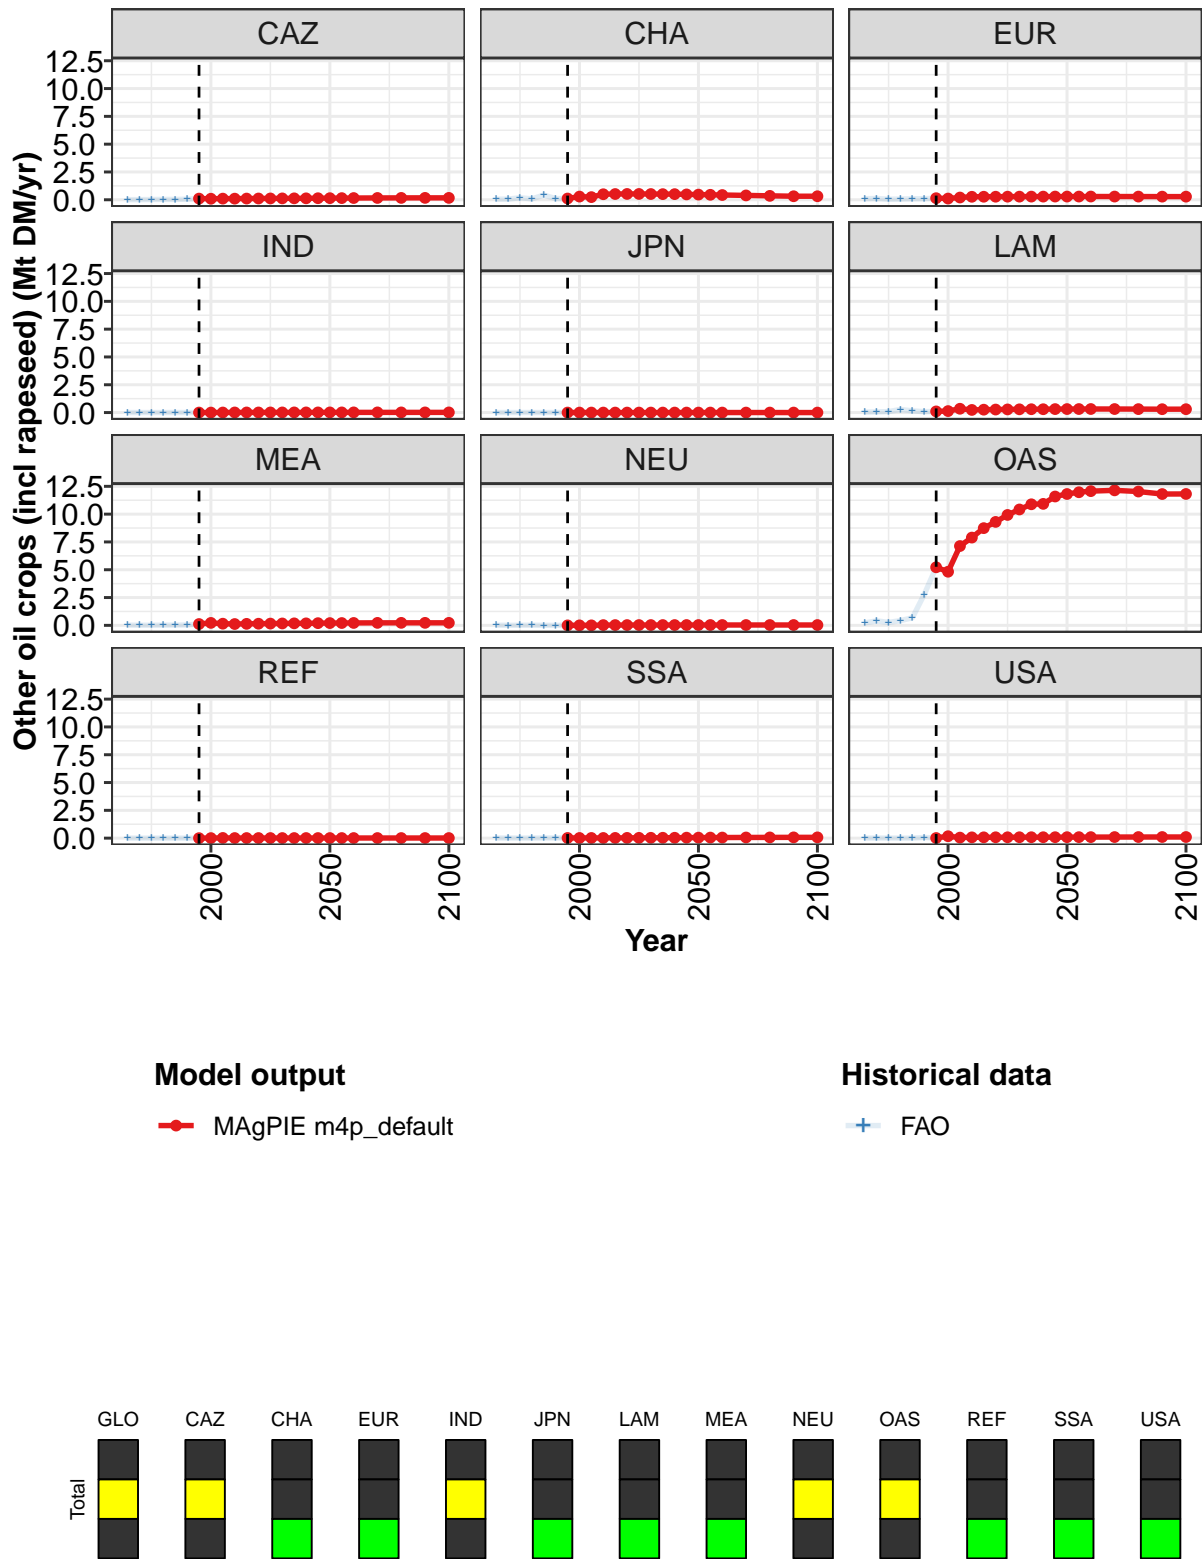 CAZ CHA EUR
12.5
10.0
7.5
5.0
2.5
0.0
IND JPN LAM
12.5
10.0
7.5
5.0
2.5
0.0
MEA NEU OAS
12.5
10.0
7.5
5.0
2.5
0.0
REF SSA USA
12.5
10.0
7.5
5.0
2.5
0.0
Other oil crops (incl rapeseed) (Mt DM/yr)
2000 2050 2100 2000 2050 2100 2000 2050 2100
Year
Model output Historical data
MAgPIE m4p_default FAO
GLO CAZ CHA EUR IND JPN LAM MEA NEU OAS REF SSA USA
Total